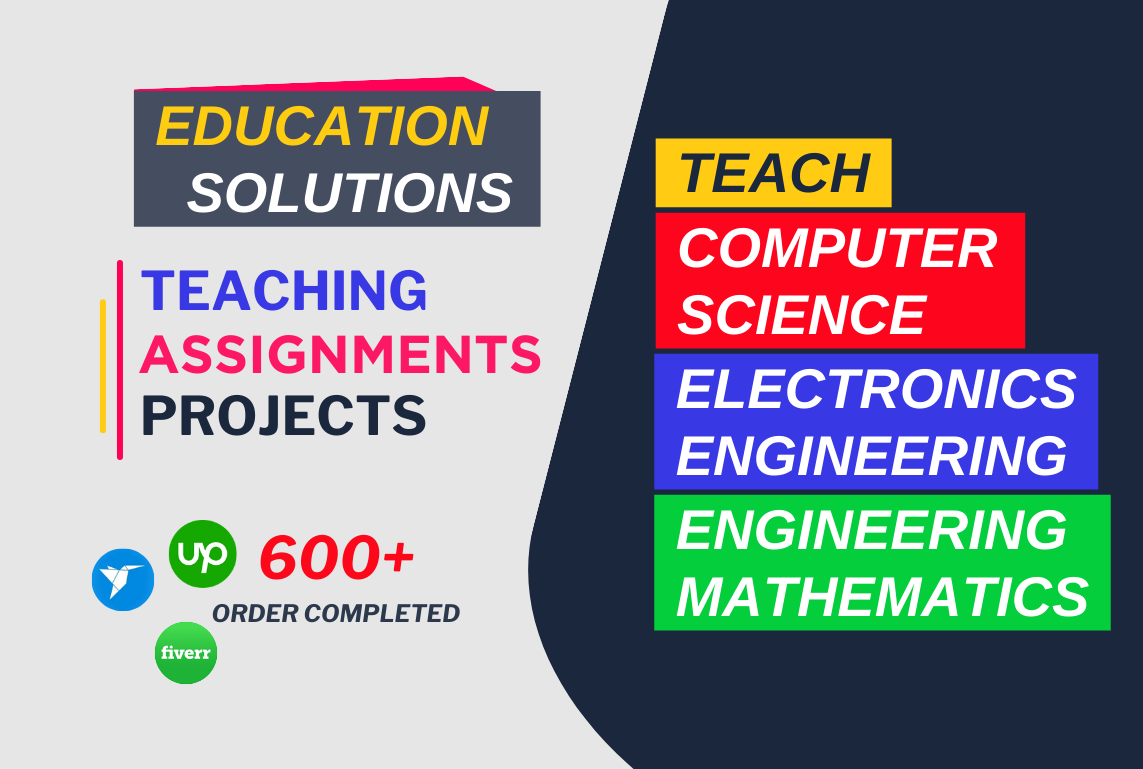 EDUCATION
SOLUTIONS
TEACHING
ASSIGNMENTS
PROJECTS
up
600+
ORDER COMPLETED
fiverr
TEACH
COMPUTER
SCIENCE
ELECTRONICS
ENGINEERING
ENGINEERING
MATHEMATICS